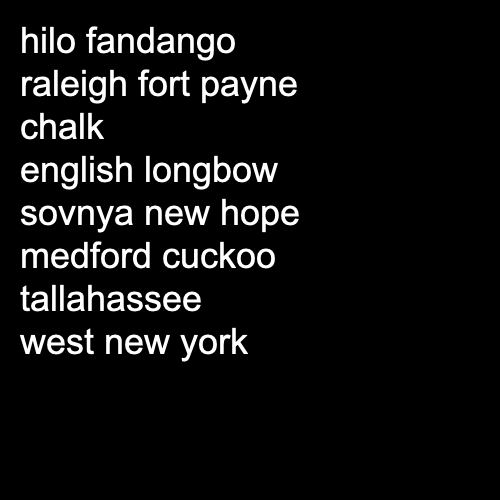 hilo fandango
raleigh fort payne
chalk
english longbow
sovnya new hope
medford cuckoo
tallahassee
west new york